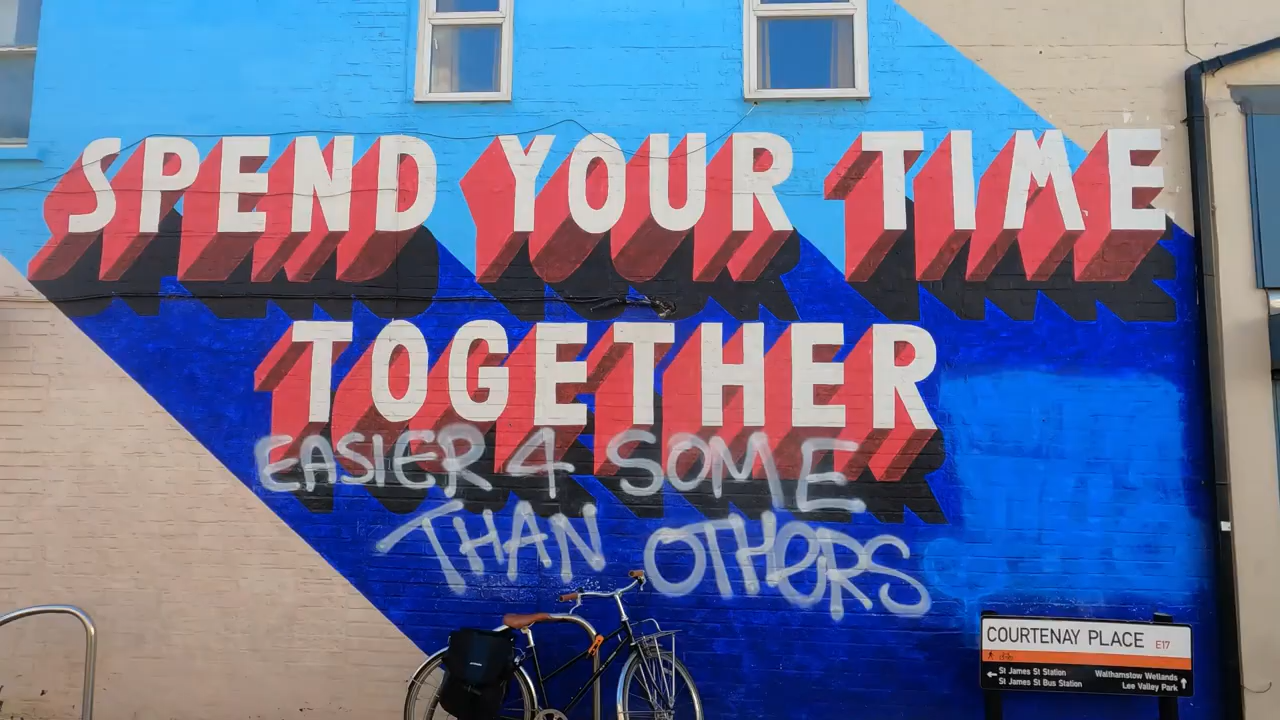 SPEND YOUR TIME
TOGETHER
EASIER 4 SOME
THAN OTHERS
COURTENAY PLACE E17
St James St Station
St James St Bus Station
Walthamstow Wetlands
Lee Valley Park